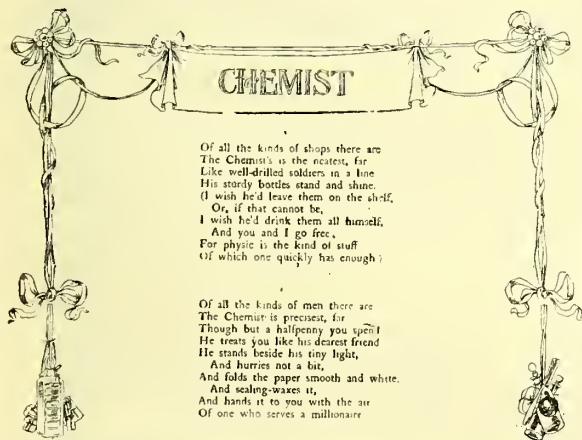 CHEMIST
Of all the kinds of shops there are
The Chemist's is the neatest, far
Like well-drilled soldiers in a line
His sturdy bottles stand and shine.
(I wish he'd leave them on the shelf,
Or, if that cannot be,
I wish he'd drink them all himself,
And you and I go free,
For physic is the kind of stuff
Of which one quickly has enough)
Of all the kinds of men there are
The Chemist is precisest, far
Though but a halfpenny you spend
He treats you like his dearest friend
He stands beside his tiny light,
And hurries not a bit,
And folds the paper smooth and white,
And sealing-waxes it,
And hands it to you with the air
Of one who serves a millionaire